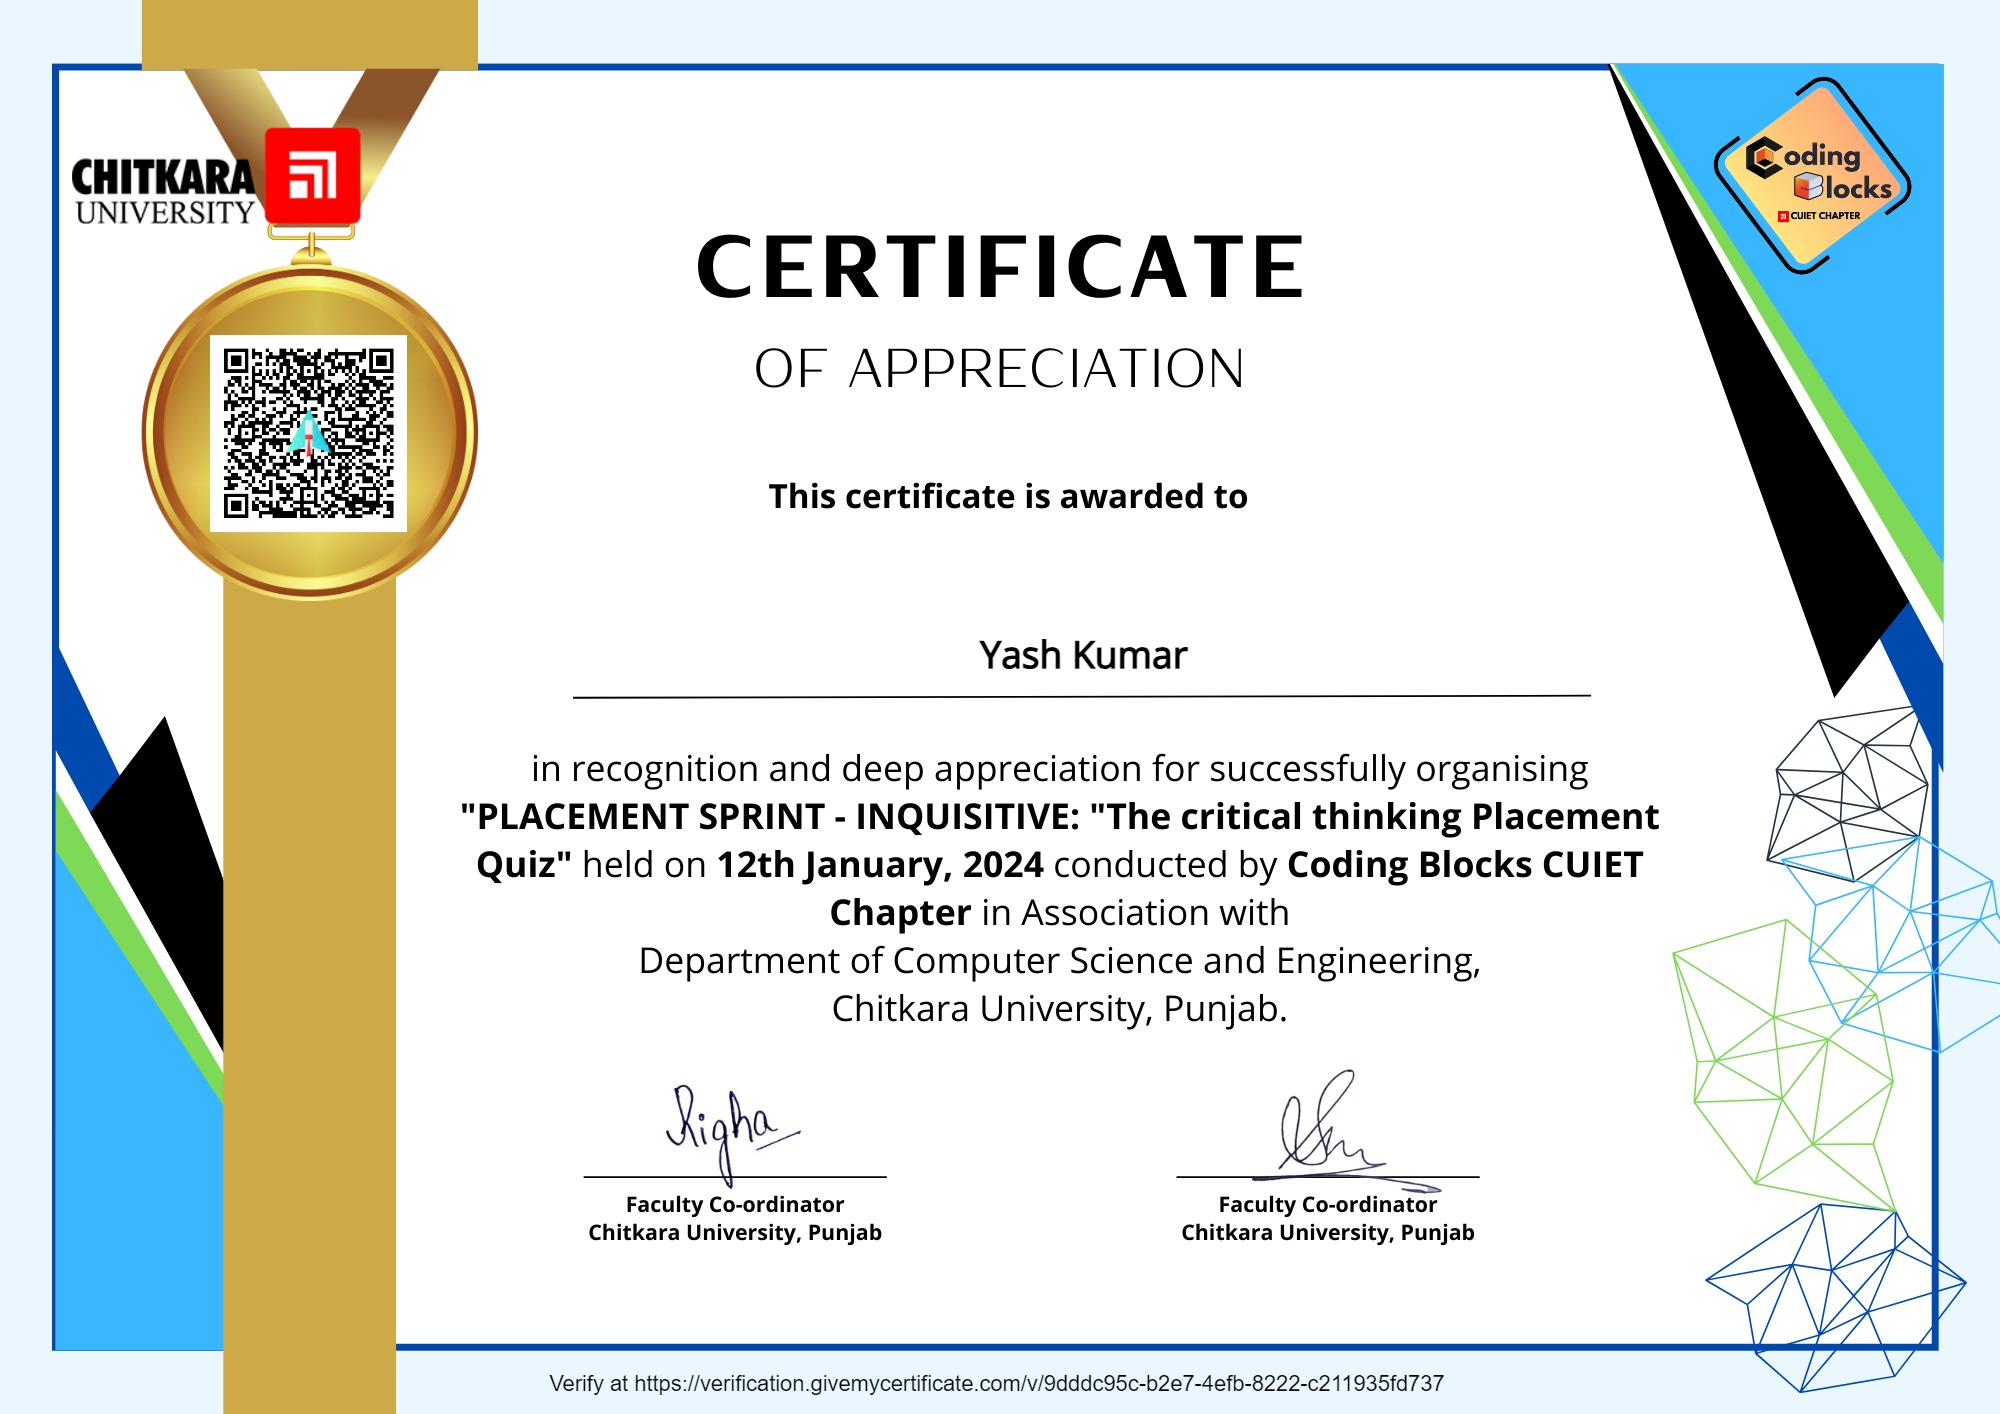 CHITKARA
UNIVERSITY
Coding
Blocks
CUIET CHAPTER
CERTIFICATE
OF APPRECIATION
This certificate is awarded to
Yash Kumar
in recognition and deep appreciation for successfully organising
"PLACEMENT SPRINT - INQUISITIVE: "The critical thinking Placement
Quiz" held on 12th January, 2024 conducted by Coding Blocks CUIET
Chapter in Association with
Department of Computer Science and Engineering,
Chitkara University, Punjab.
Faculty Co-ordinator
Chitkara University, Punjab
Faculty Co-ordinator
Chitkara University, Punjab
Verify at https://verification.givemycertificate.com/v/9dddc95c-b2e7-4efb-8222-c211935fd737